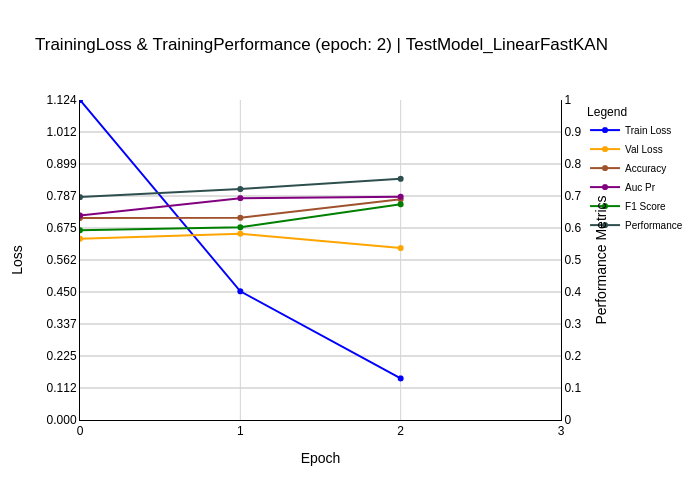 TrainingLoss & TrainingPerformance (epoch: 2) | TestModel_LinearFastKAN
Loss
1.124
1.012
0.899
0.787
0.675
0.562
0.450
0.337
0.225
0.112
0.000
0
1
2
3
Epoch
1
0.9
0.8
0.7
0.6
0.5
0.4
0.3
0.2
0.1
0
Performance Metrics
Legend
Train Loss
Val Loss
Accuracy
Auc Pr
F1 Score
Performance